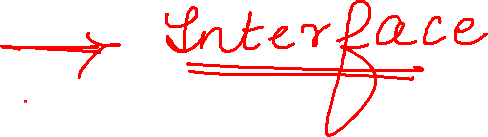 → Interface